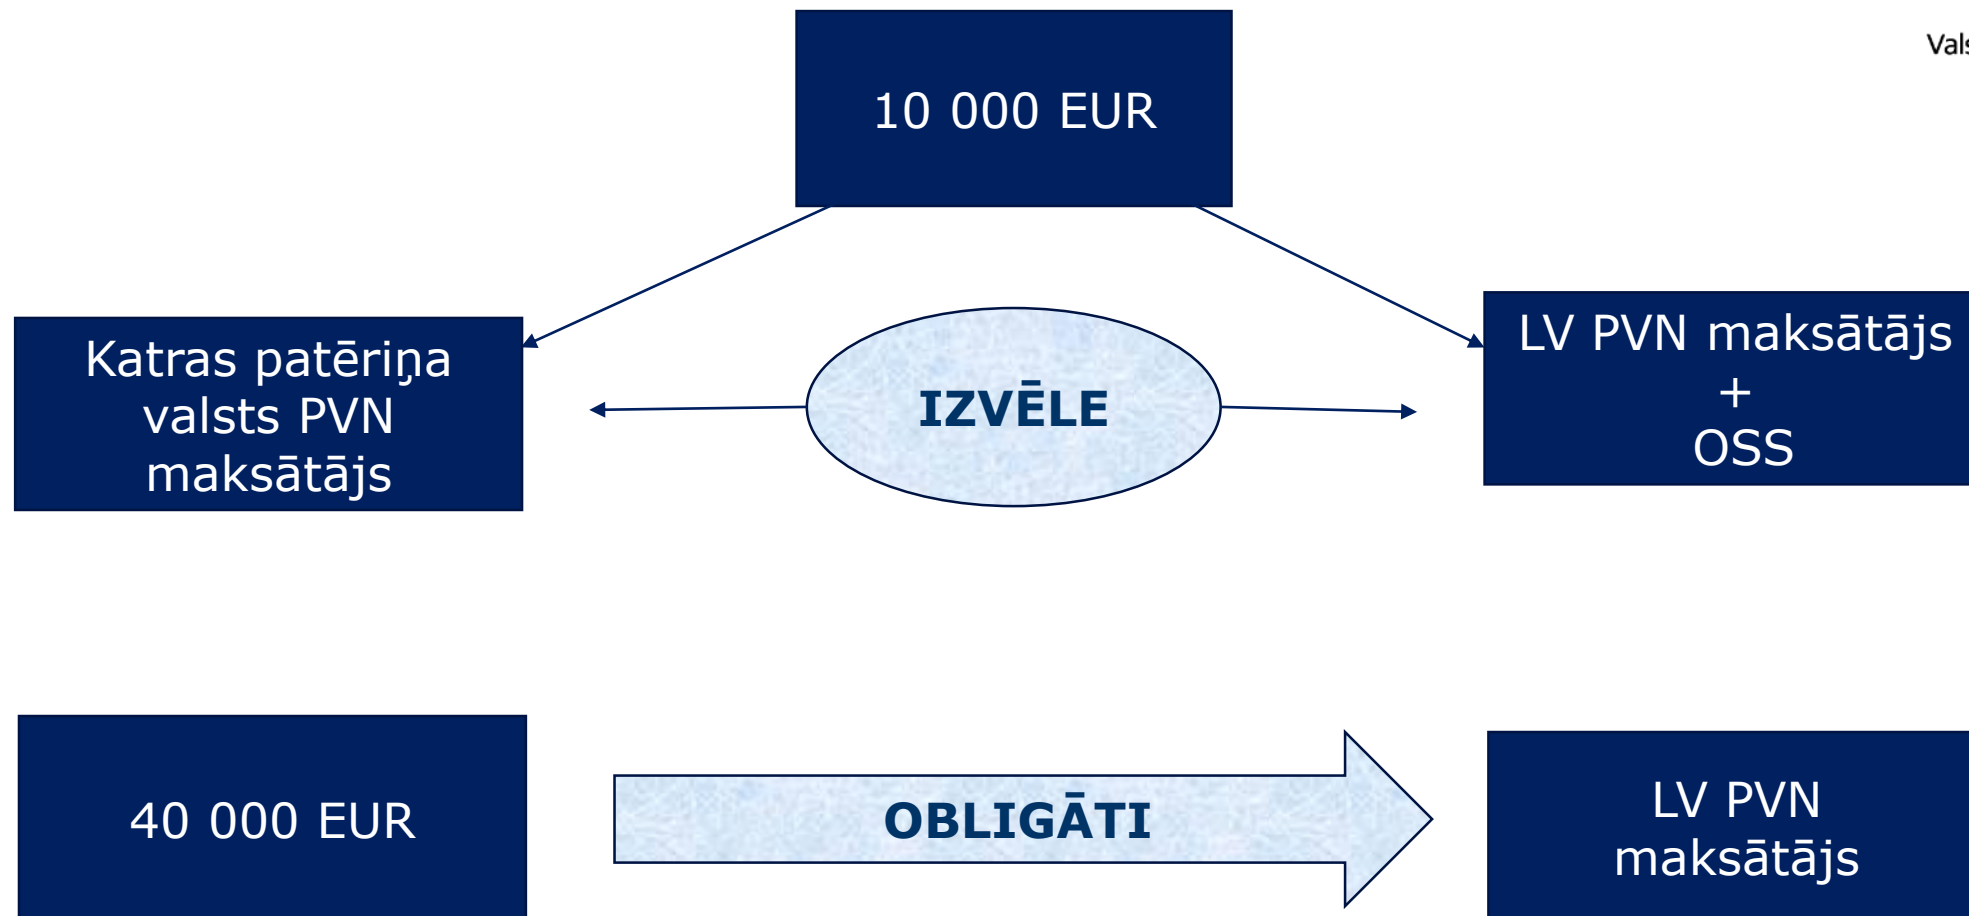 Vals
10 000 EUR
Katras patēriņa
valsts PVN
maksātājs
IZVĒLE
LV PVN maksātājs
+
OSS
40 000 EUR
OBLIGĀTI
LV PVN
maksātājs